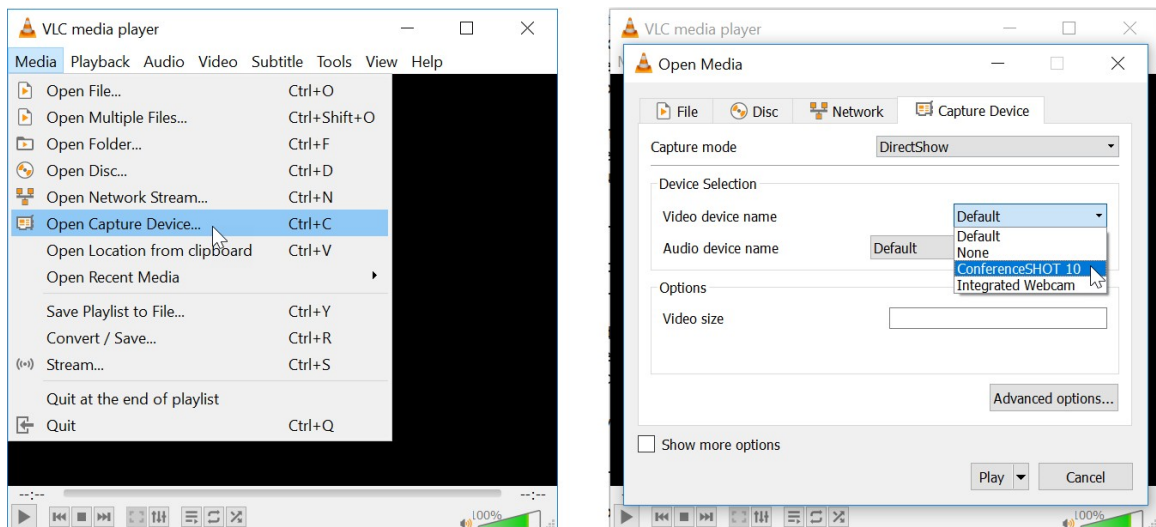 VLC media player
Media Playback Audio Video Subtitle Tools View Help
Open File... Ctrl+O
Open Multiple Files... Ctrl+Shift+O
Open Folder... Ctrl+F
Open Disc... Ctrl+D
Open Network Stream... Ctrl+N
Open Capture Device... Ctrl+C
Open Location from clipboard Ctrl+V
Open Recent Media
Save Playlist to File... Ctrl+Y
Convert / Save... Ctrl+R
Stream... Ctrl+S
Quit at the end of playlist
Quit Ctrl+Q
--:-- --:--
100%
VLC media player
Open Media
File Disc Network Capture Device
Capture mode DirectShow
Device Selection
Video device name Default
Default
None
ConferenceSHOT 10
Integrated Webcam
Audio device name Default
Options
Video size
Advanced options...
Show more options
Play Cancel
100%